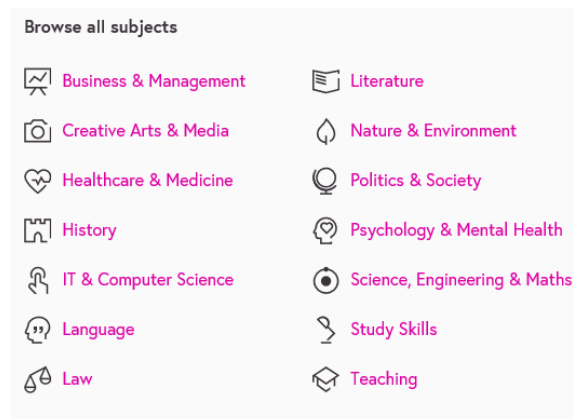 Browse all subjects
Business & Management
Creative Arts & Media
Healthcare & Medicine
History
IT & Computer Science
Language
Law
Literature
Nature & Environment
Politics & Society
Psychology & Mental Health
Science, Engineering & Maths
Study Skills
Teaching